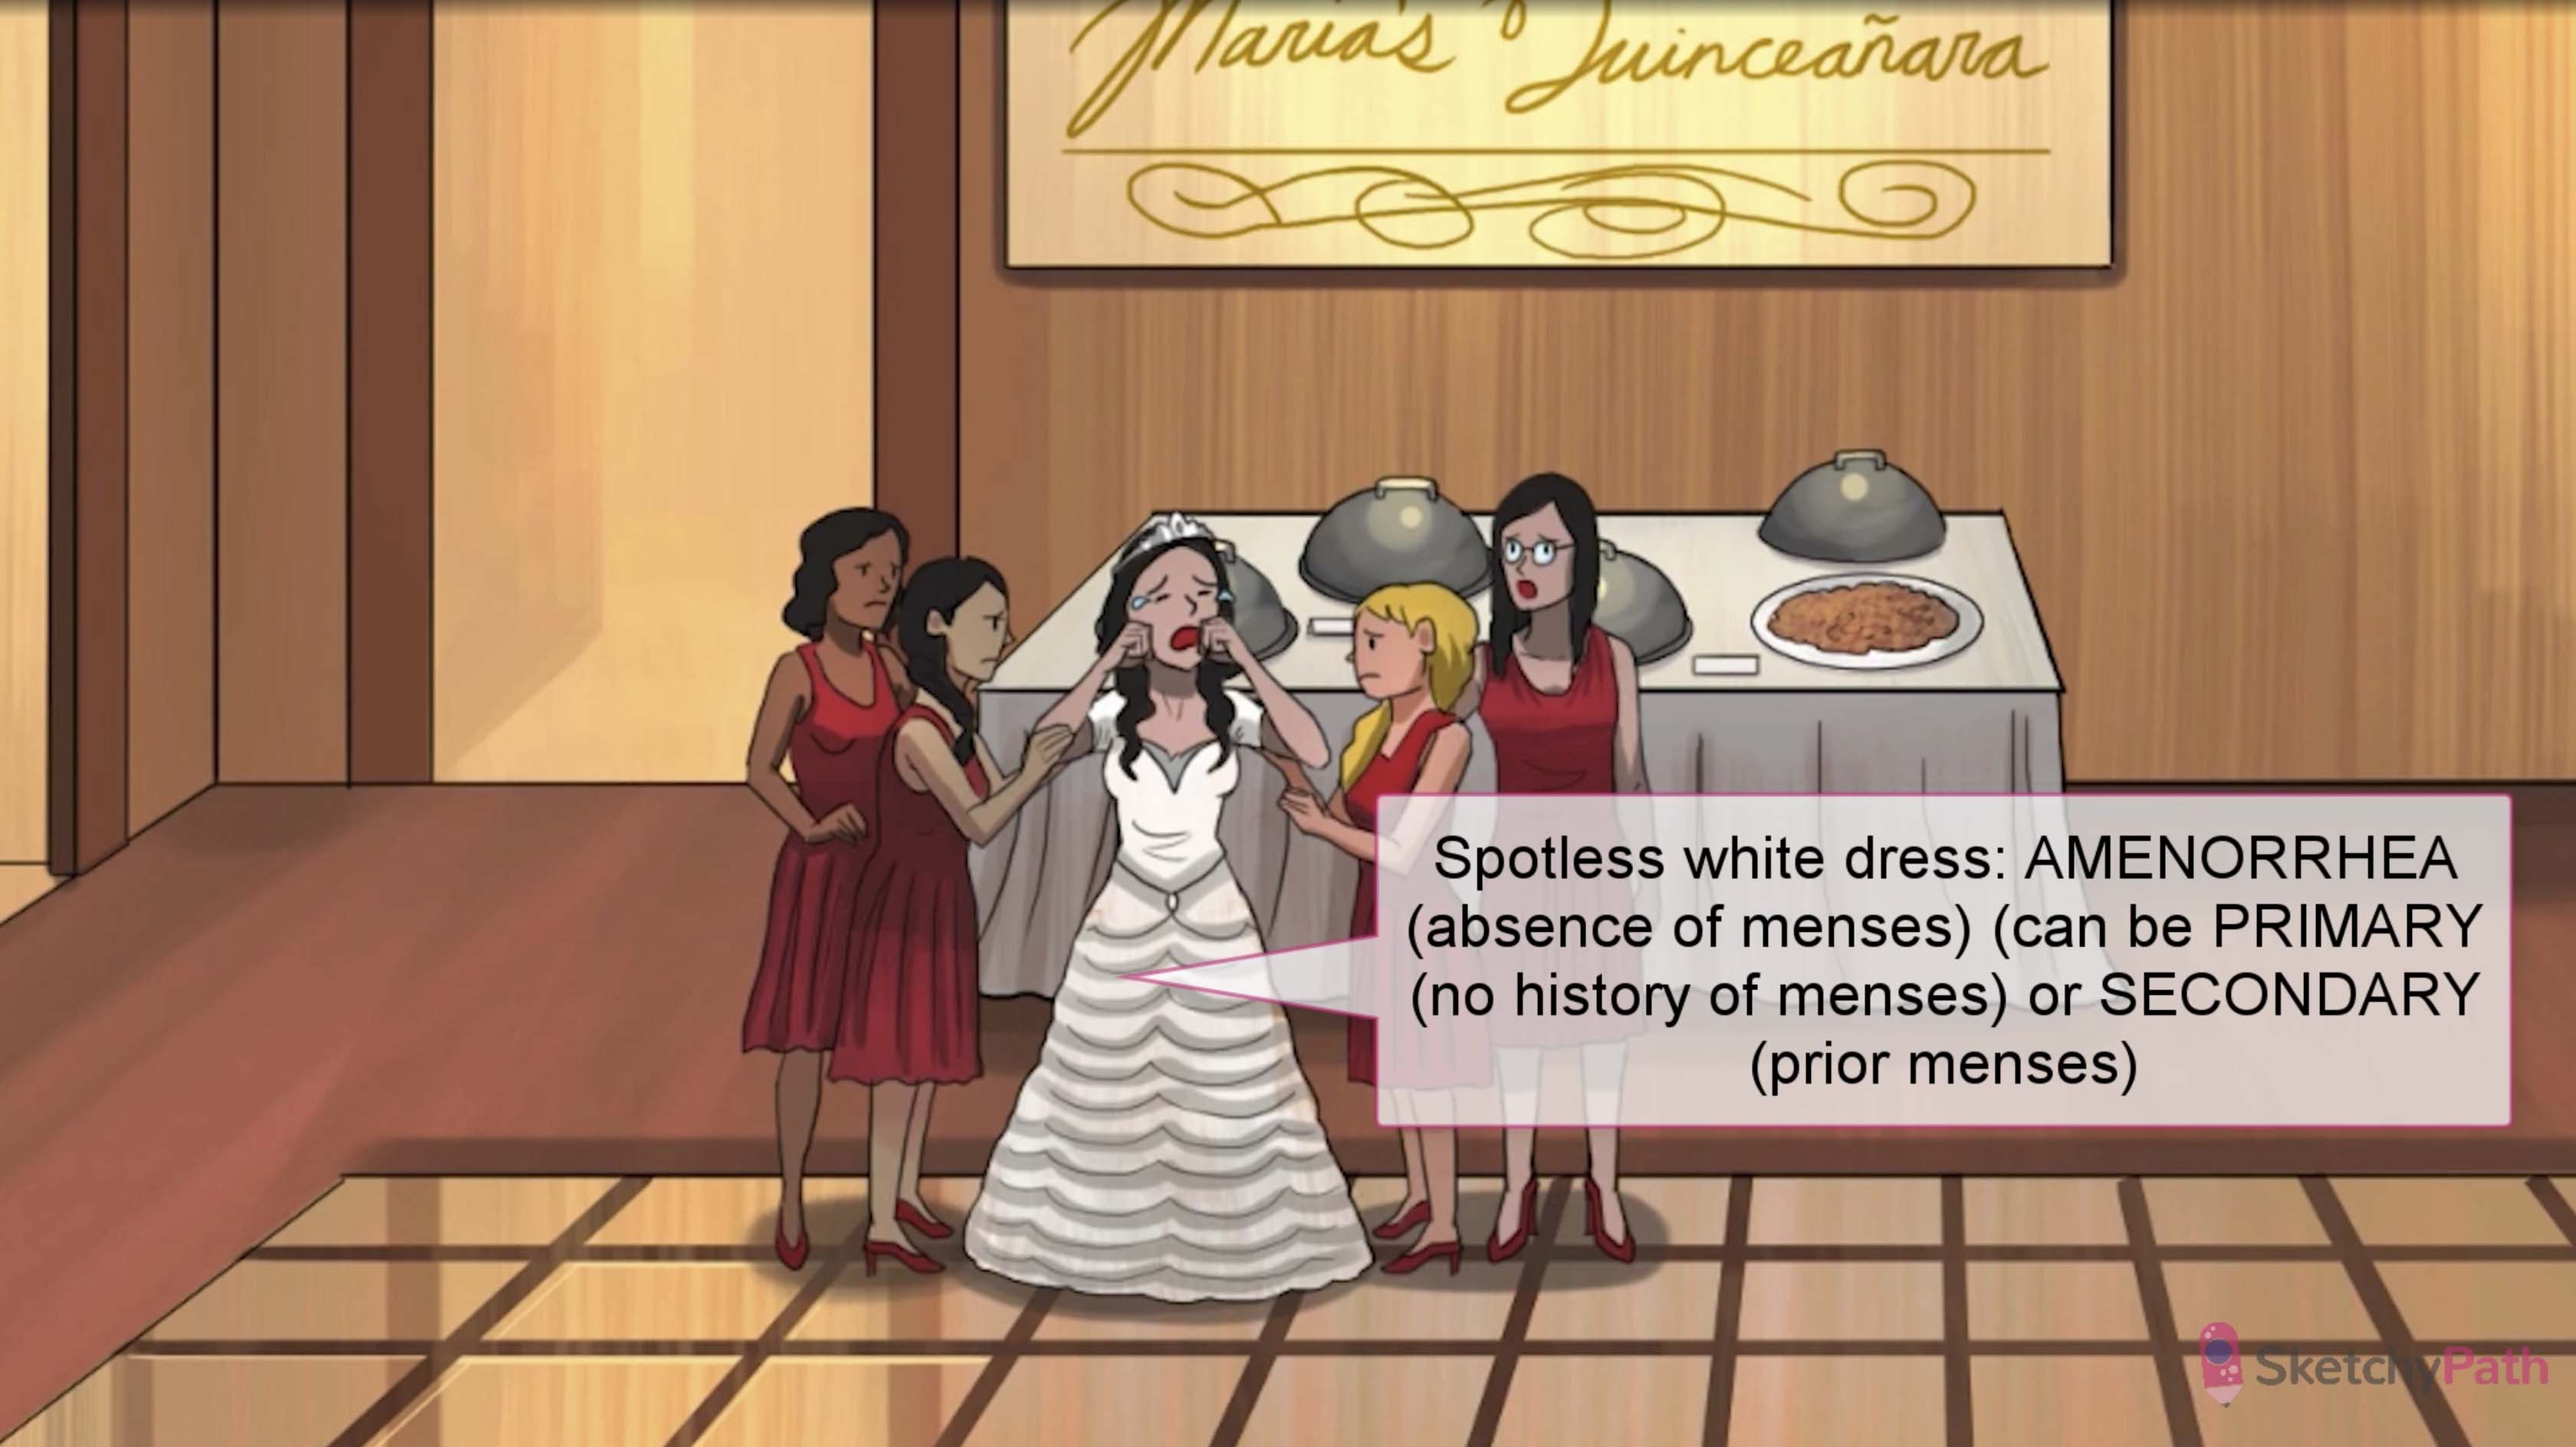 Maria's Quinceañara
Spotless white dress: AMENORRHEA
(absence of menses) (can be PRIMARY
(no history of menses) or SECONDARY
(prior menses)
SketchyPath